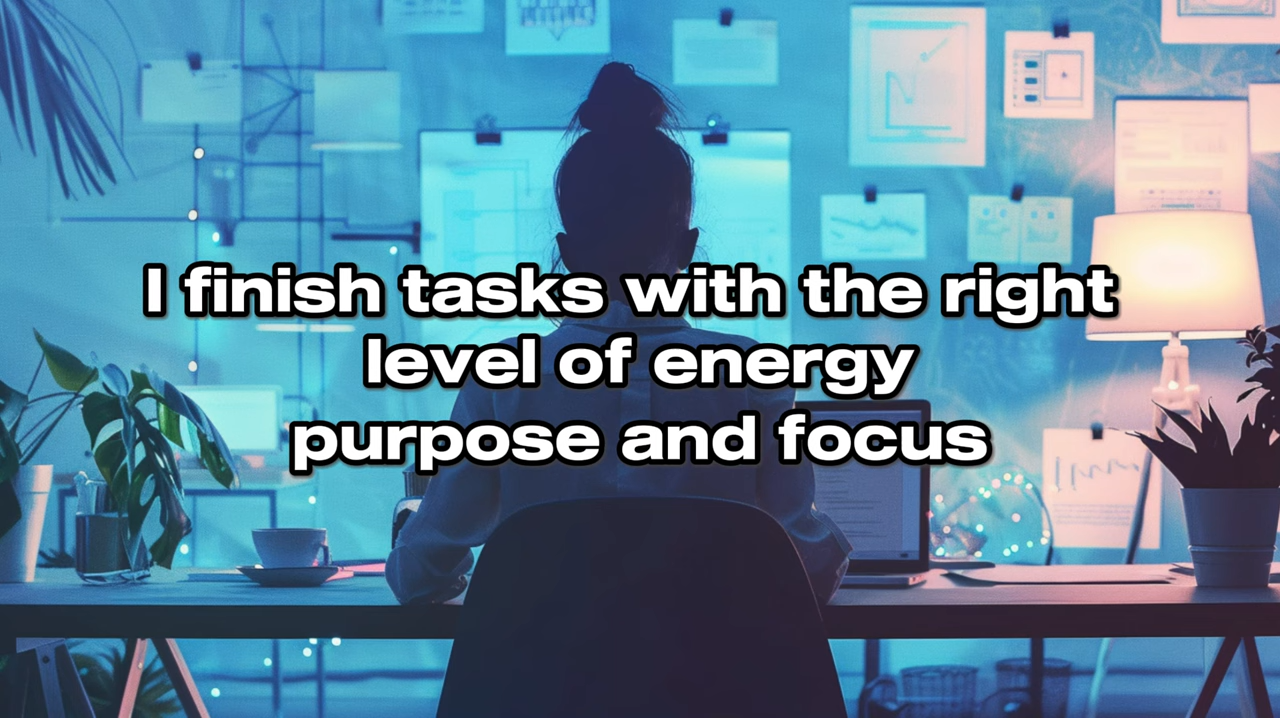 I finish tasks with the right
level of energy
purpose and focus